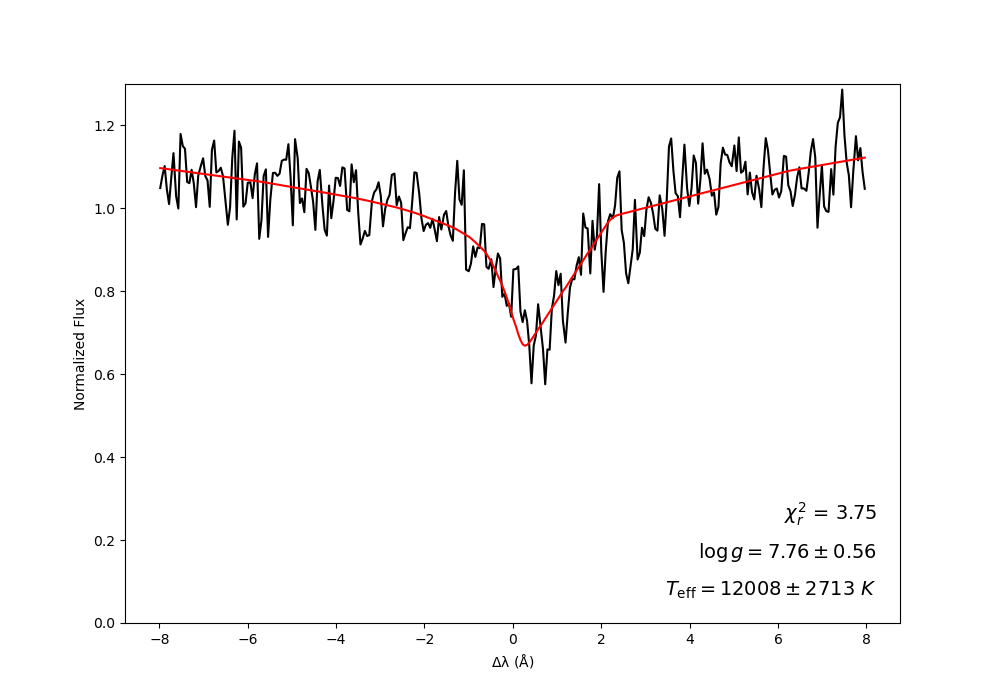 1.2
1.0
0.8
0.6
0.4
0.2
0.0
Normalized Flux
χ²ᵣ = 3.75
log g = 7.76 ± 0.56
T_eff = 12008 ± 2713 K
−8 −6 −4 −2 0 2 4 6 8
Δλ (Å)